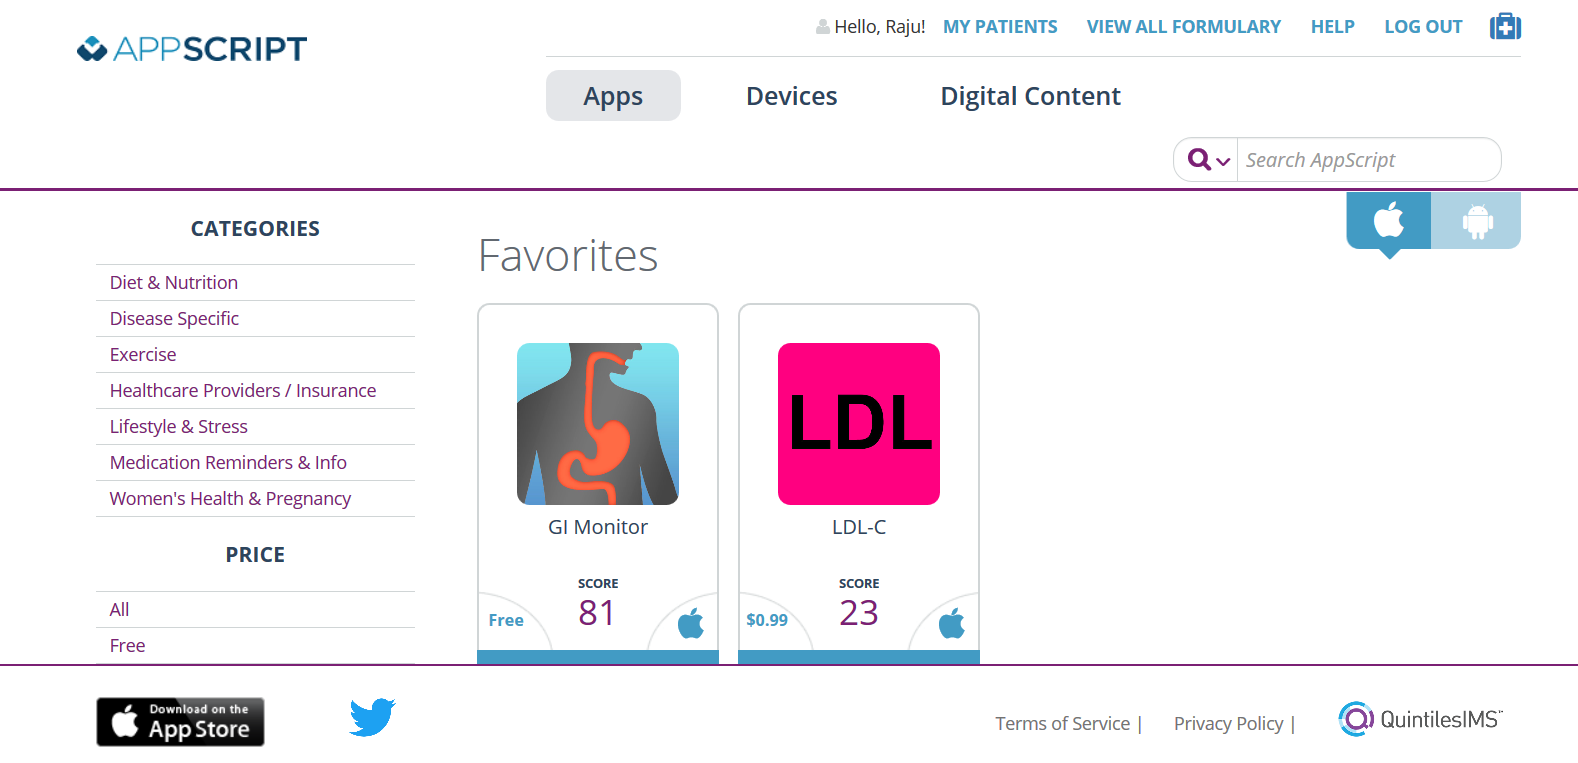 APPSCRIPT
Hello, Raju! MY PATIENTS VIEW ALL FORMULARY HELP LOG OUT
Apps Devices Digital Content
Search AppScript
CATEGORIES
Diet & Nutrition
Disease Specific
Exercise
Healthcare Providers / Insurance
Lifestyle & Stress
Medication Reminders & Info
Women's Health & Pregnancy
PRICE
All
Free
Favorites
GI Monitor
SCORE
Free 81
LDL
LDL-C
SCORE
$0.99 23
Download on the
App Store
Terms of Service | Privacy Policy |
QuintilesIMS™